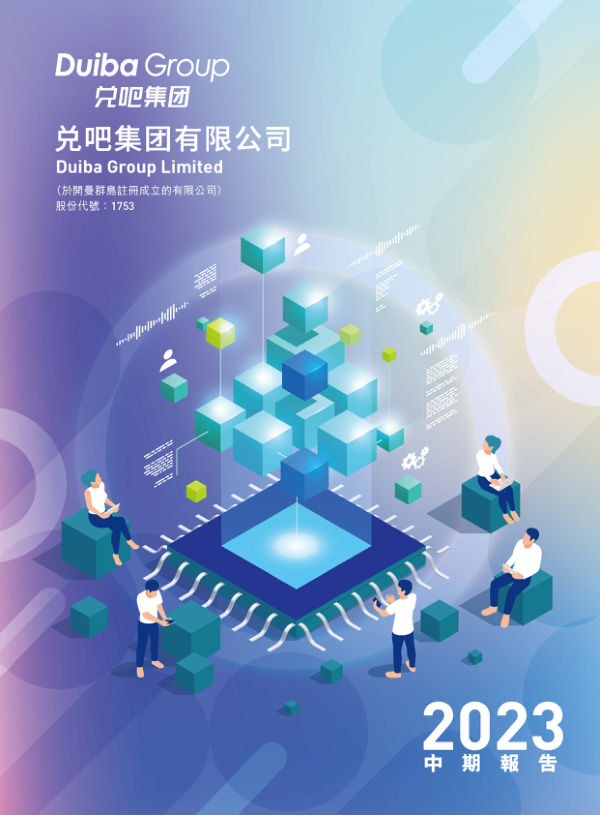 Duiba Group
兑吧集团
兑吧集团有限公司
Duiba Group Limited
（於開曼群島註冊成立的有限公司）
股份代號：1753
2023
中期報告